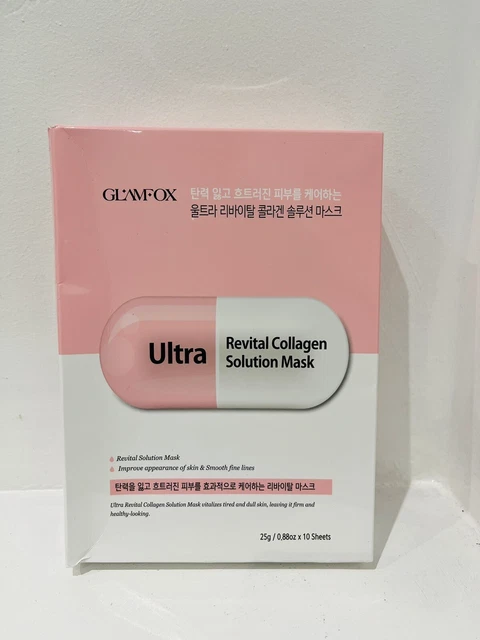 GLAMFOX
탄력 잃고 흐트러진 피부를 케어하는
울트라 리바이탈 콜라겐 솔루션 마스크
Ultra
Revital Collagen
Solution Mask
Revital Solution Mask
Improve appearance of skin & Smooth fine lines
탄력을 잃고 흐트러진 피부를 효과적으로 케어하는 리바이탈 마스크
Ultra Revital Collagen Solution Mask vitalizes tired and dull skin, leaving it firm and
healthy-looking.
25g / 0,88oz x 10 Sheets